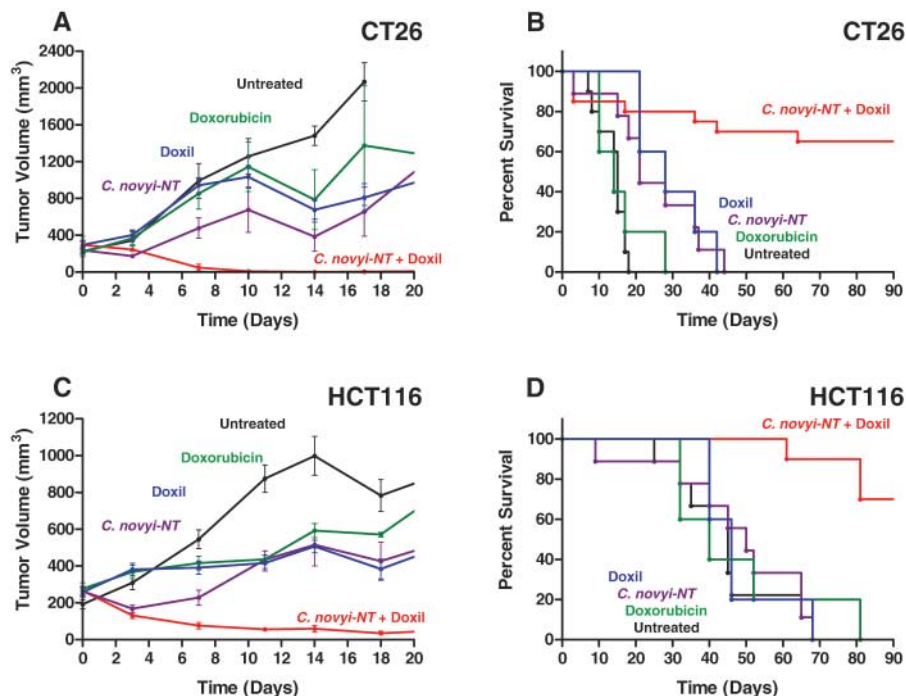 A
CT26
Tumor Volume (mm³)
2400
2000
1600
1200
800
400
0
Untreated
Doxorubicin
Doxil
C. novyi-NT
C. novyi-NT + Doxil
0 2 4 6 8 10 12 14 16 18 20
Time (Days)
B
CT26
Percent Survival
100
80
60
40
20
0
C. novyi-NT + Doxil
Doxil
C. novyi-NT
Doxorubicin
Untreated
0 10 20 30 40 50 60 70 80 90
Time (Days)
C
HCT116
Tumor Volume (mm³)
1200
1000
800
600
400
200
0
Untreated
Doxorubicin
Doxil
C. novyi-NT
C. novyi-NT + Doxil
0 2 4 6 8 10 12 14 16 18 20
Time (Days)
D
HCT116
Percent Survival
100
80
60
40
20
0
C. novyi-NT + Doxil
Doxil
C. novyi-NT
Doxorubicin
Untreated
0 10 20 30 40 50 60 70 80 90
Time (Days)